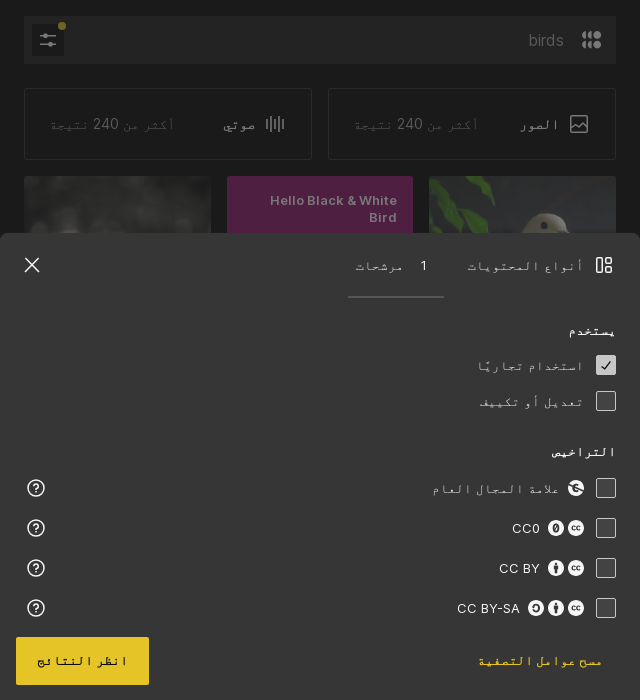 birds
الصور
أكثر من 240 نتيجة
صوتي
أكثر من 240 نتيجة
Hello Black & White
Bird
أنواع المحتويات
1 مرشحات
يستخدم
استخدام تجاريًا
تعديل أو تكييف
التراخيص
علامة المجال العام
CC0
CC BY
CC BY-SA
مسح عوامل التصفية
انظر النتائج